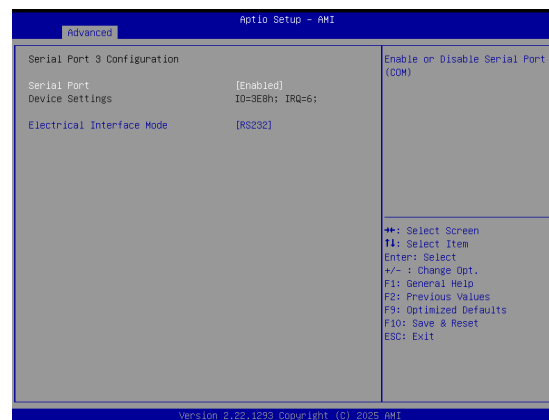 Aptio Setup - AMI
Advanced
Serial Port 3 Configuration
Serial Port [Enabled]
Device Settings IO=3E8h; IRQ=6;
Electrical Interface Mode [RS232]
Enable or Disable Serial Port
(COM)
→←: Select Screen
↑↓: Select Item
Enter: Select
+/- : Change Opt.
F1: General Help
F2: Previous Values
F9: Optimized Defaults
F10: Save & Reset
ESC: Exit
Version 2.22.1293 Copyright (C) 2025 AMI